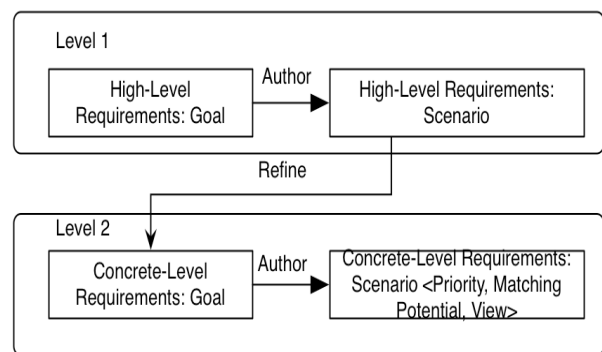 Level 1
High-Level
Requirements: Goal
Author
High-Level Requirements:
Scenario
Refine
Level 2
Concrete-Level
Requirements: Goal
Author
Concrete-Level Requirements:
Scenario <Priority, Matching
Potential, View>